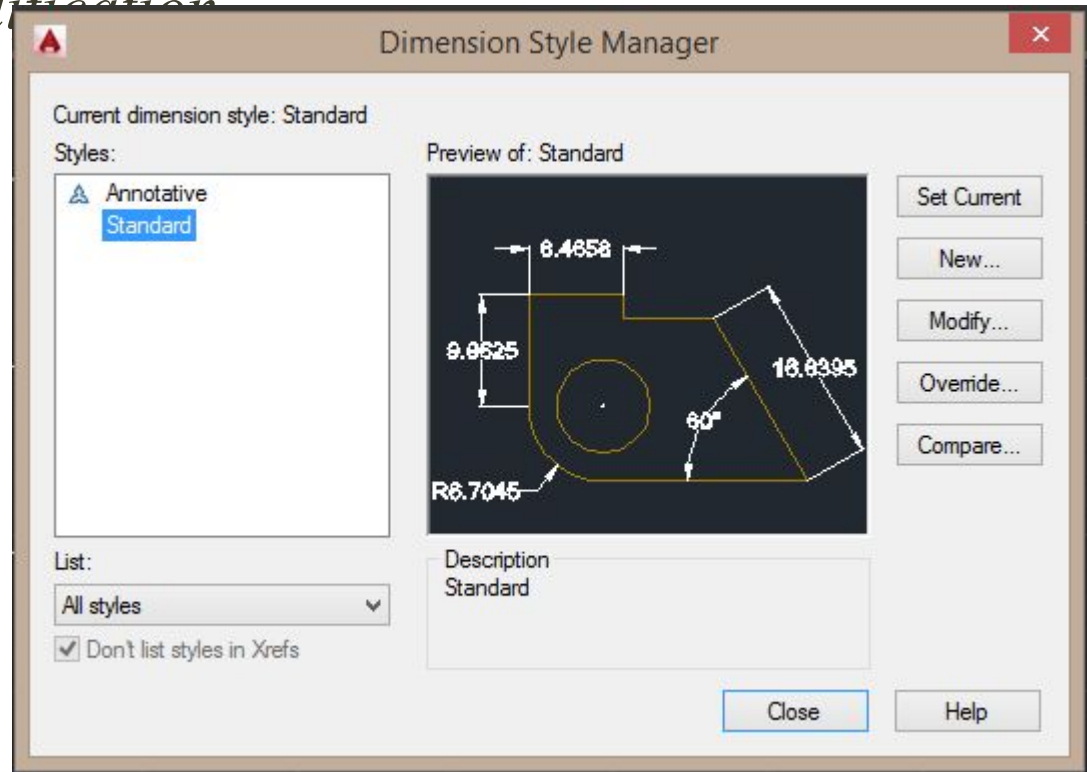 Dimension Style Manager
Current dimension style: Standard
Styles:
Preview of: Standard
Annotative
Standard
6.4658
9.9625
16.6395
60°
R6.7045
Set Current
New...
Modify...
Override...
Compare...
List:
All styles
Don't list styles in Xrefs
Description
Standard
Close
Help